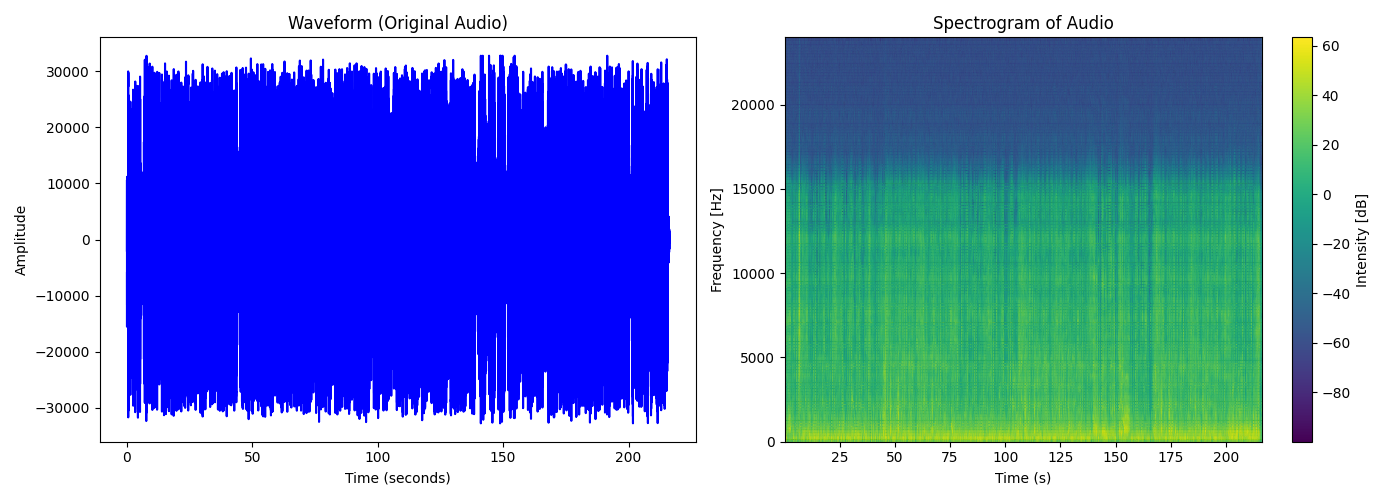 Waveform (Original Audio)
30000
20000
10000
0
−10000
−20000
−30000
Amplitude
0 50 100 150 200
Time (seconds)
Spectrogram of Audio
20000
15000
10000
5000
0
Frequency [Hz]
25 50 75 100 125 150 175 200
Time (s)
60
40
20
0
−20
−40
−60
−80
Intensity [dB]